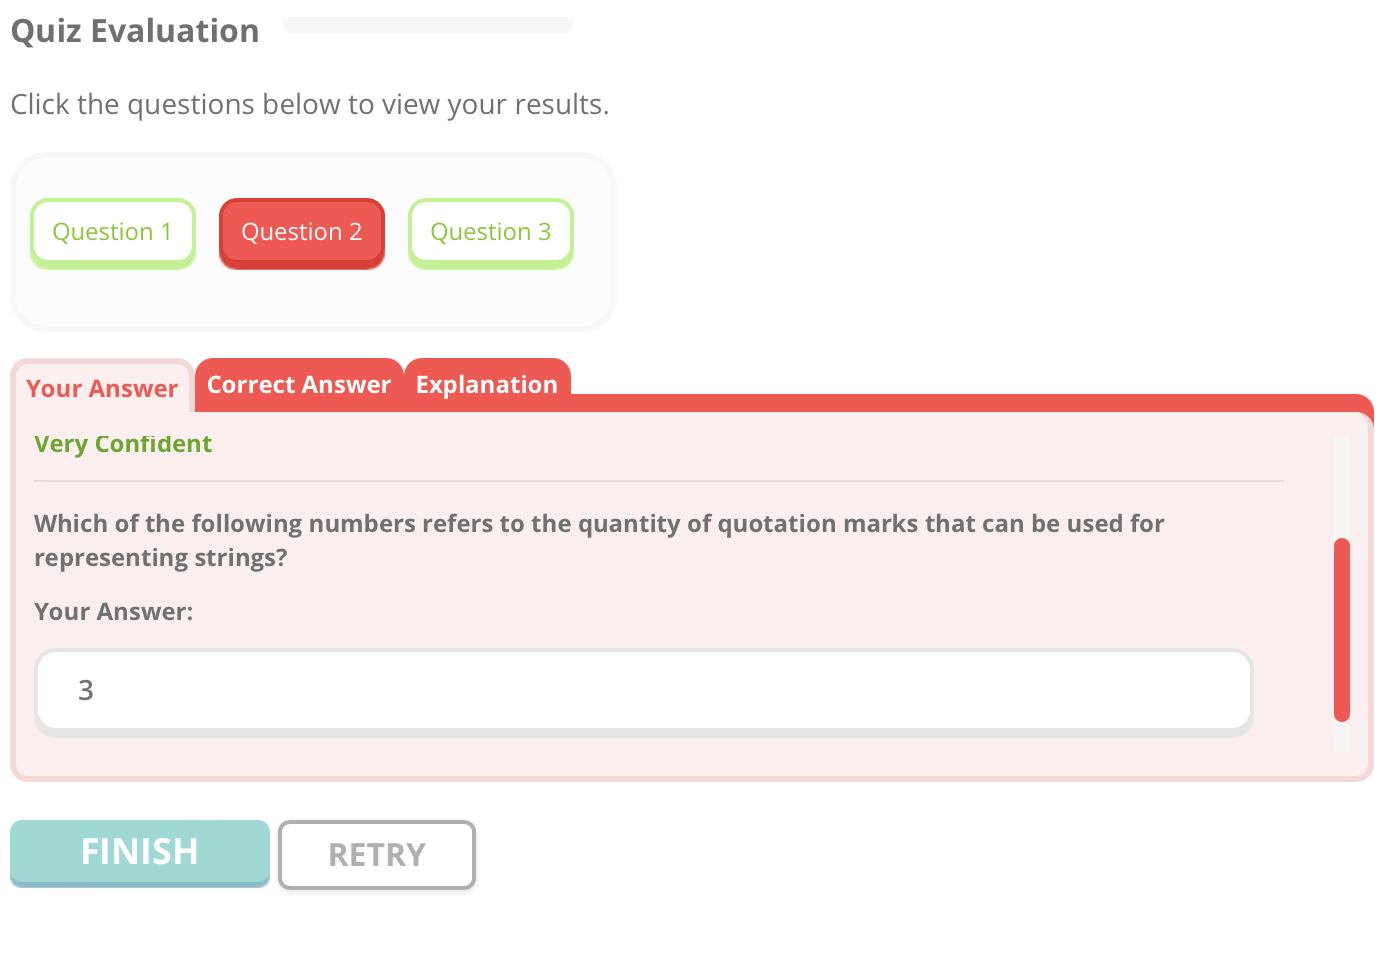 Quiz Evaluation
Click the questions below to view your results.
Question 1
Question 2
Question 3
Your Answer
Correct Answer
Explanation
Very Confident
Which of the following numbers refers to the quantity of quotation marks that can be used for
representing strings?
Your Answer:
3
FINISH
RETRY